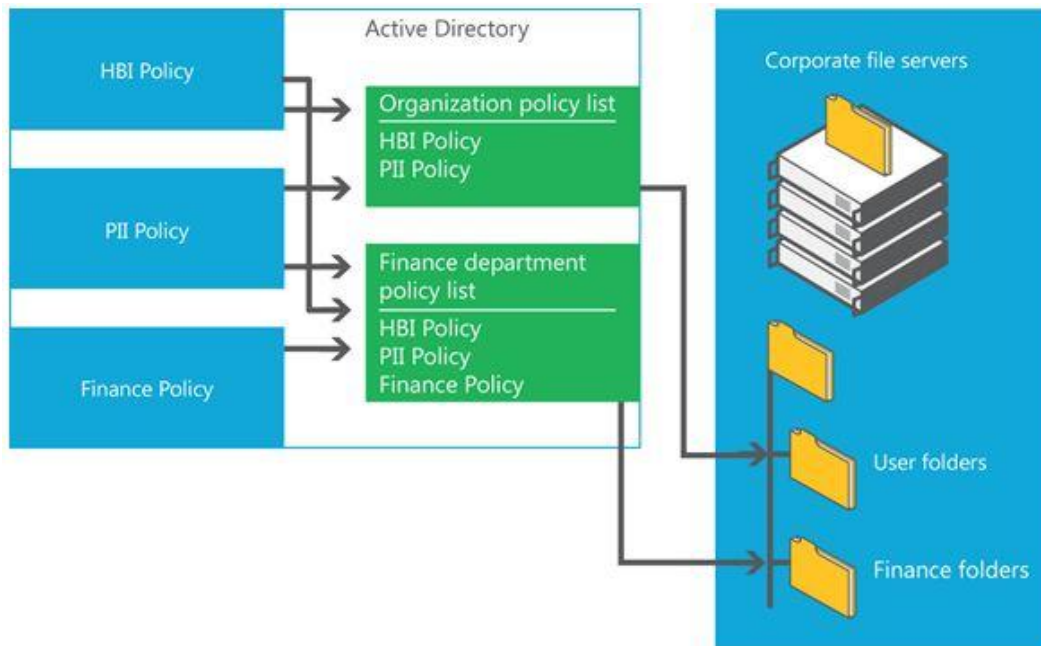 Active Directory
HBI Policy
PII Policy
Finance Policy
Organization policy list
HBI Policy
PII Policy
Finance department
policy list
HBI Policy
PII Policy
Finance Policy
Corporate file servers
User folders
Finance folders